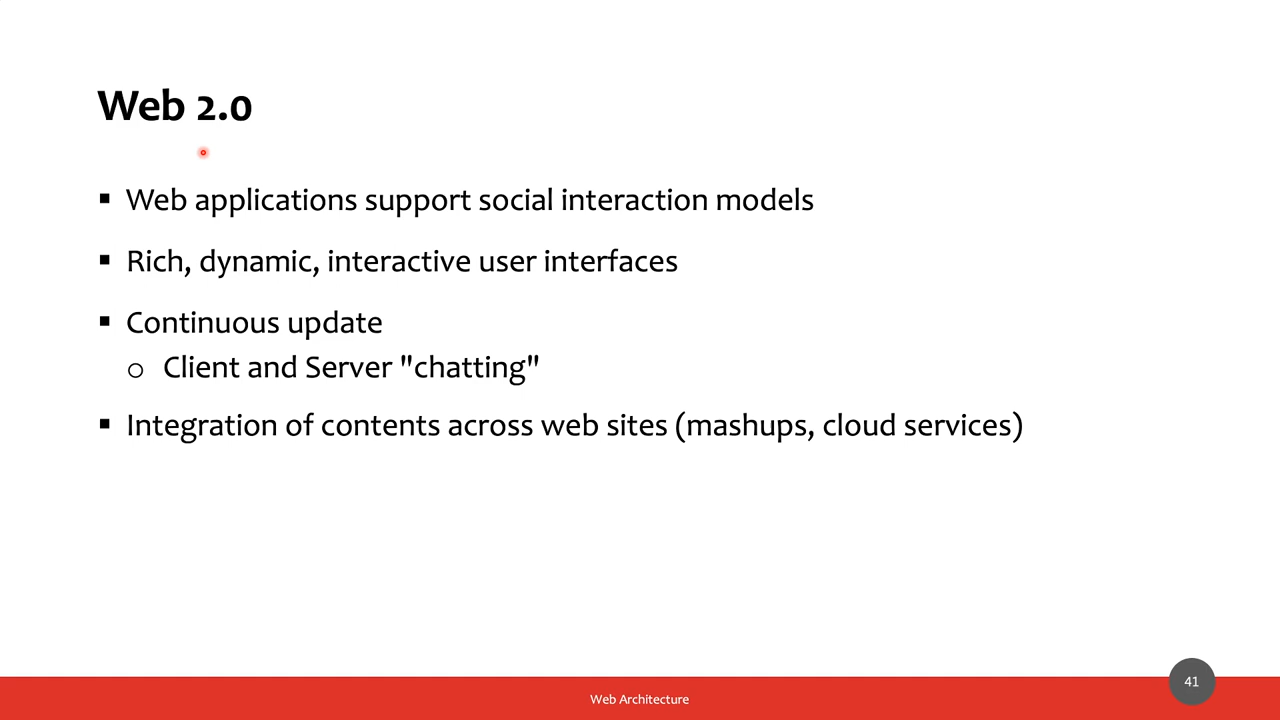 Web 2.0
▪ Web applications support social interaction models
▪ Rich, dynamic, interactive user interfaces
▪ Continuous update
o Client and Server "chatting"
▪ Integration of contents across web sites (mashups, cloud services)
41
Web Architecture